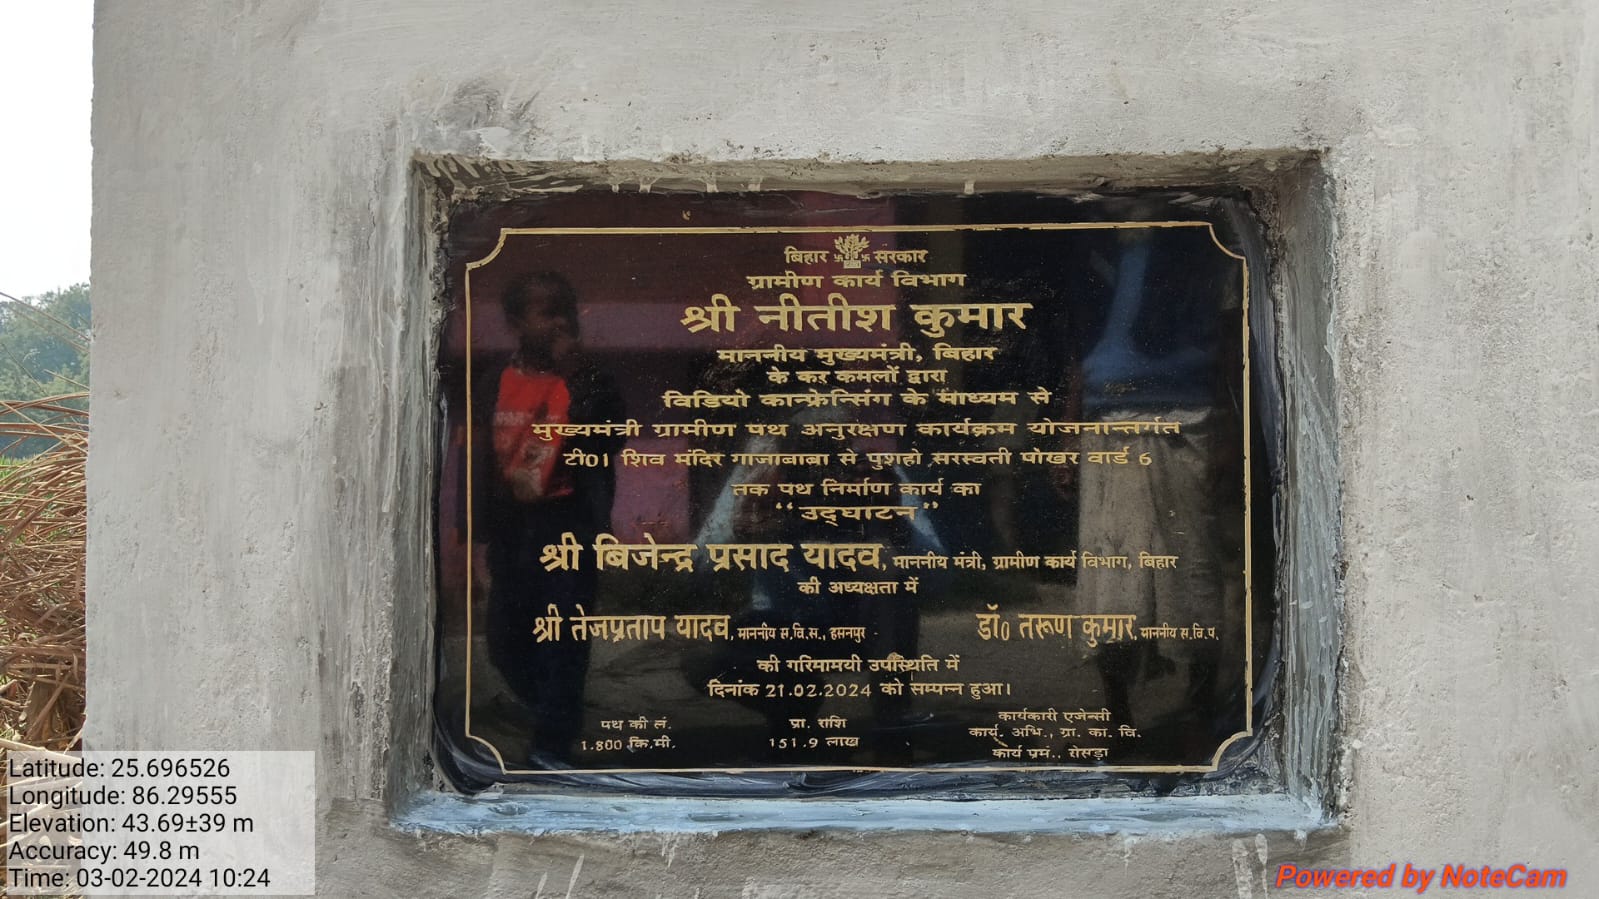 बिहार सरकार
ग्रामीण कार्य विभाग
श्री नीतीश कुमार
माननीय मुख्यमंत्री, बिहार
के कर कमलों द्वारा
विडियो कान्फ्रेन्सिंग के माध्यम से
मुख्यमंत्री ग्रामीण पथ अनुरक्षण कार्यक्रम योजनान्तर्गत
टी01 शिव मंदिर गाजाबाबा से पुशहो सरस्वती पोखर वार्ड 6
तक पथ निर्माण कार्य का
“उद्घाटन”
श्री बिजेन्द्र प्रसाद यादव, माननीय मंत्री, ग्रामीण कार्य विभाग, बिहार
की अध्यक्षता में
श्री तेजप्रताप यादव, माननीय स.वि.स., हसनपुर डॉ0 तरूण कुमार, माननीय स.वि.प.
की गरिमामयी उपस्थिति में
दिनांक 21.02.2024 को सम्पन्न हुआ।
पथ की लं. प्रा. राशि कार्यकारी एजेन्सी
1.800 कि.मी. 151.9 लाख कार्य. अभि., ग्रा. का. वि.
कार्य प्रमं., रोसड़ा
Latitude: 25.696526
Longitude: 86.29555
Elevation: 43.69±39 m
Accuracy: 49.8 m
Time: 03-02-2024 10:24
Powered by NoteCam